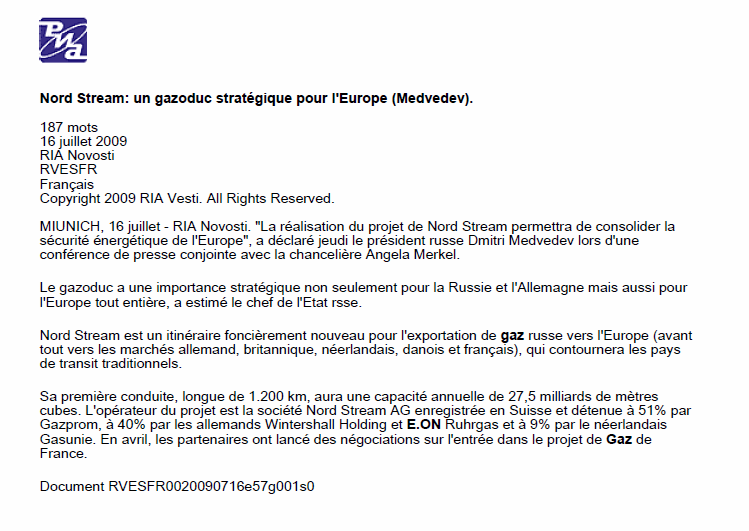 РИА
Nord Stream: un gazoduc stratégique pour l'Europe (Medvedev).
187 mots
16 juillet 2009
RIA Novosti
RVESFR
Français
Copyright 2009 RIA Vesti. All Rights Reserved.
MIUNICH, 16 juillet - RIA Novosti. "La réalisation du projet de Nord Stream permettra de consolider la
sécurité énergétique de l'Europe", a déclaré jeudi le président russe Dmitri Medvedev lors d'une
conférence de presse conjointe avec la chancelière Angela Merkel.
Le gazoduc a une importance stratégique non seulement pour la Russie et l'Allemagne mais aussi pour
l'Europe tout entière, a estimé le chef de l'Etat rsse.
Nord Stream est un itinéraire foncièrement nouveau pour l'exportation de gaz russe vers l'Europe (avant
tout vers les marchés allemand, britannique, néerlandais, danois et français), qui contournera les pays
de transit traditionnels.
Sa première conduite, longue de 1.200 km, aura une capacité annuelle de 27,5 milliards de mètres
cubes. L'opérateur du projet est la société Nord Stream AG enregistrée en Suisse et détenue à 51% par
Gazprom, à 40% par les allemands Wintershall Holding et E.ON Ruhrgas et à 9% par le néerlandais
Gasunie. En avril, les partenaires ont lancé des négociations sur l'entrée dans le projet de Gaz de
France.
Document RVESFR0020090716e57g001s0